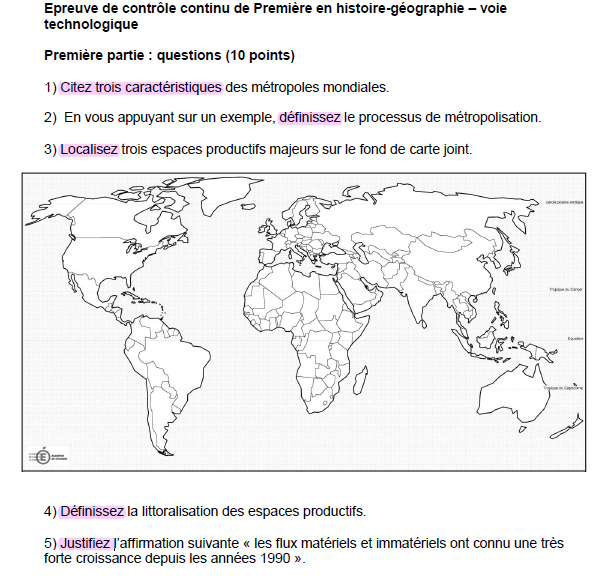 Epreuve de contrôle continu de Première en histoire-géographie – voie
technologique
Première partie : questions (10 points)
1) Citez trois caractéristiques des métropoles mondiales.
2) En vous appuyant sur un exemple, définissez le processus de métropolisation.
3) Localisez trois espaces productifs majeurs sur le fond de carte joint.
cercle polaire arctique
Tropique du Cancer
Equateur
Tropique du Capricorne
4) Définissez la littoralisation des espaces productifs.
5) Justifiez l'affirmation suivante « les flux matériels et immatériels ont connu une très
forte croissance depuis les années 1990 ».